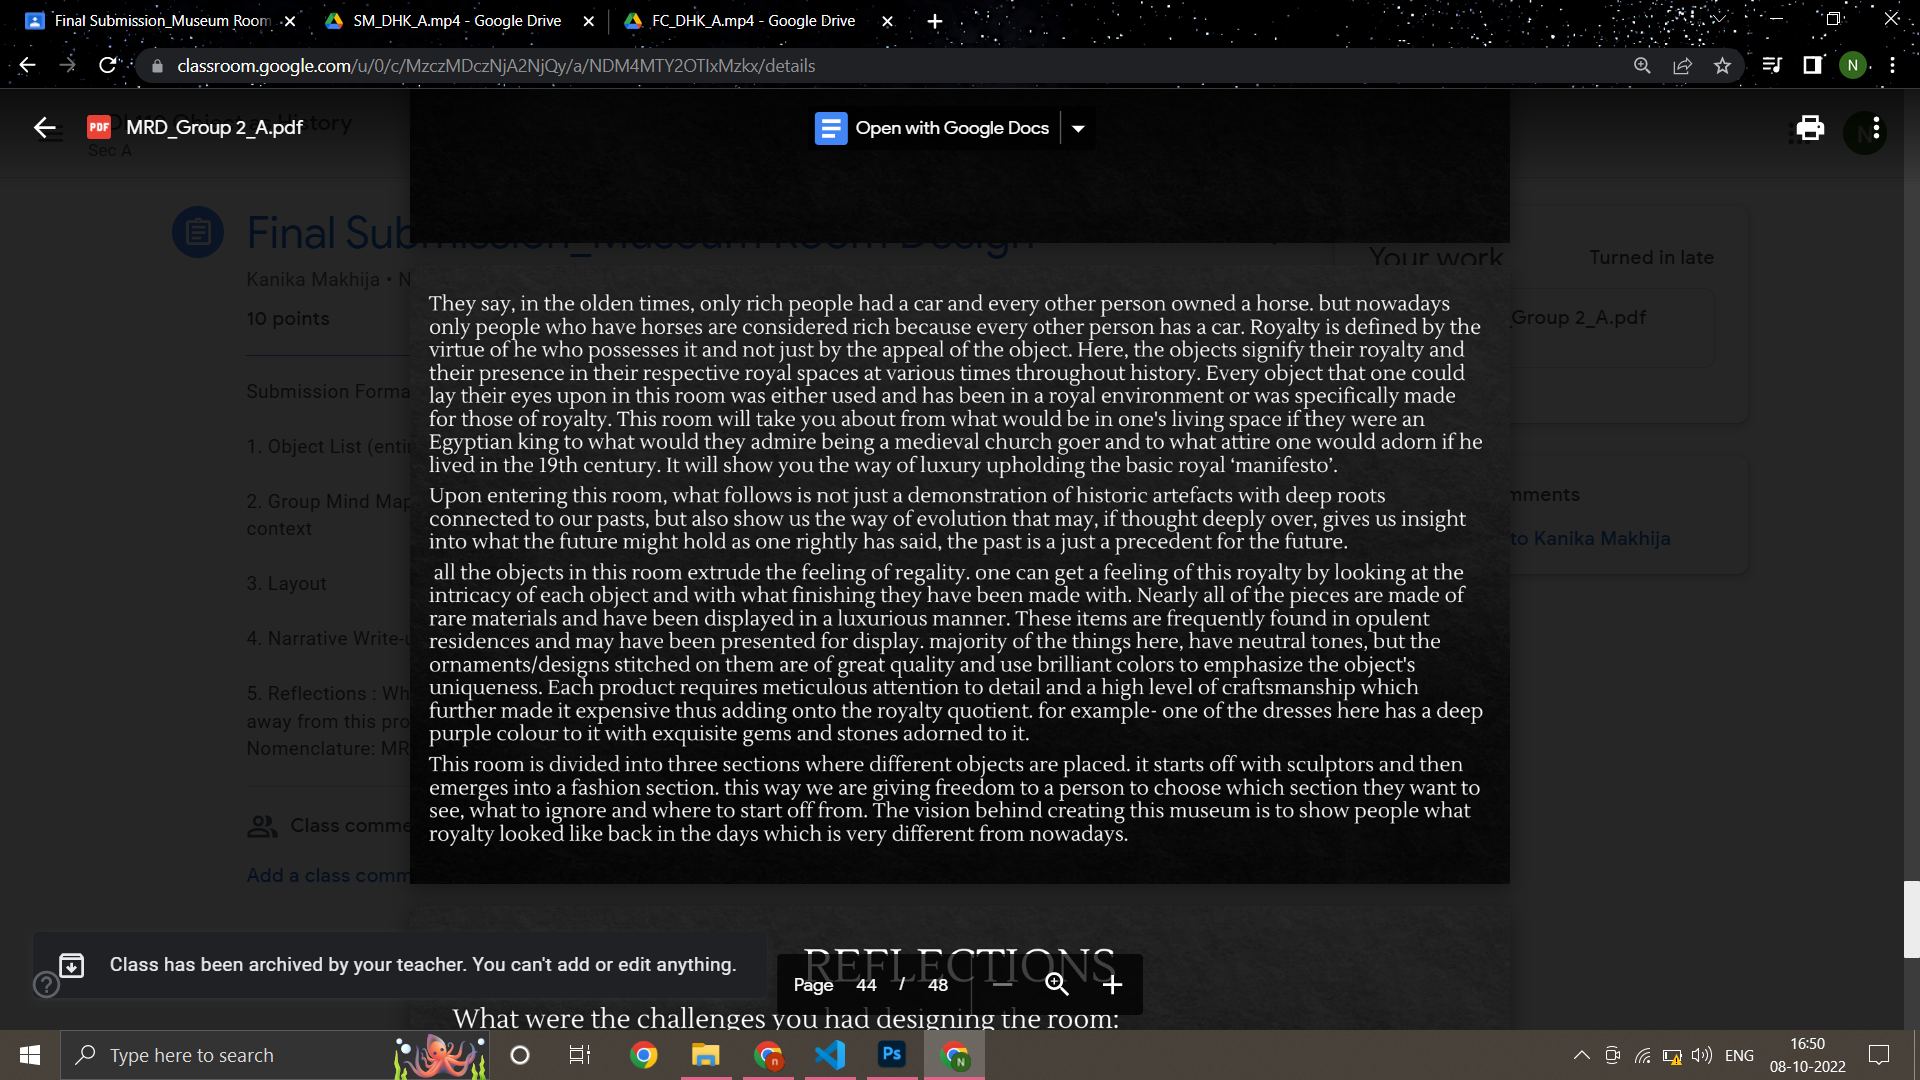 Final Submission_Museum Room
SM_DHK_A.mp4 - Google Drive
FC_DHK_A.mp4 - Google Drive
classroom.google.com/u/0/c/MzczMDczNjA2NjQy/a/NDM4MTY2OTIxMzkx/details
N
PDF
MRD_Group 2_A.pdf
Open with Google Docs
Sec A
Final Submission_Museum Room Design
Kanika Makhija • N
10 points
Your work
Turned in late
Group 2_A.pdf
Submission Forma
1. Object List (enti
2. Group Mind Map
context
3. Layout
4. Narrative Write-u
5. Reflections : Wh
away from this pro
Nomenclature: MR
Class comme
Add a class comm
mments
to Kanika Makhija
They say, in the olden times, only rich people had a car and every other person owned a horse. but nowadays
only people who have horses are considered rich because every other person has a car. Royalty is defined by the
virtue of he who possesses it and not just by the appeal of the object. Here, the objects signify their royalty and
their presence in their respective royal spaces at various times throughout history. Every object that one could
lay their eyes upon in this room was either used and has been in a royal environment or was specifically made
for those of royalty. This room will take you about from what would be in one's living space if they were an
Egyptian king to what would they admire being a medieval church goer and to what attire one would adorn if he
lived in the 19th century. It will show you the way of luxury upholding the basic royal ‘manifesto’.
Upon entering this room, what follows is not just a demonstration of historic artefacts with deep roots
connected to our pasts, but also show us the way of evolution that may, if thought deeply over, gives us insight
into what the future might hold as one rightly has said, the past is a just a precedent for the future.
all the objects in this room extrude the feeling of regality. one can get a feeling of this royalty by looking at the
intricacy of each object and with what finishing they have been made with. Nearly all of the pieces are made of
rare materials and have been displayed in a luxurious manner. These items are frequently found in opulent
residences and may have been presented for display. majority of the things here, have neutral tones, but the
ornaments/designs stitched on them are of great quality and use brilliant colors to emphasize the object's
uniqueness. Each product requires meticulous attention to detail and a high level of craftsmanship which
further made it expensive thus adding onto the royalty quotient. for example- one of the dresses here has a deep
purple colour to it with exquisite gems and stones adorned to it.
This room is divided into three sections where different objects are placed. it starts off with sculptors and then
emerges into a fashion section. this way we are giving freedom to a person to choose which section they want to
see, what to ignore and where to start off from. The vision behind creating this museum is to show people what
royalty looked like back in the days which is very different from nowadays.
REFLECTIONS
What were the challenges you had designing the room:
Class has been archived by your teacher. You can't add or edit anything.
Page 44 / 48
Type here to search
Ps
n
N
ENG
16:50
08-10-2022